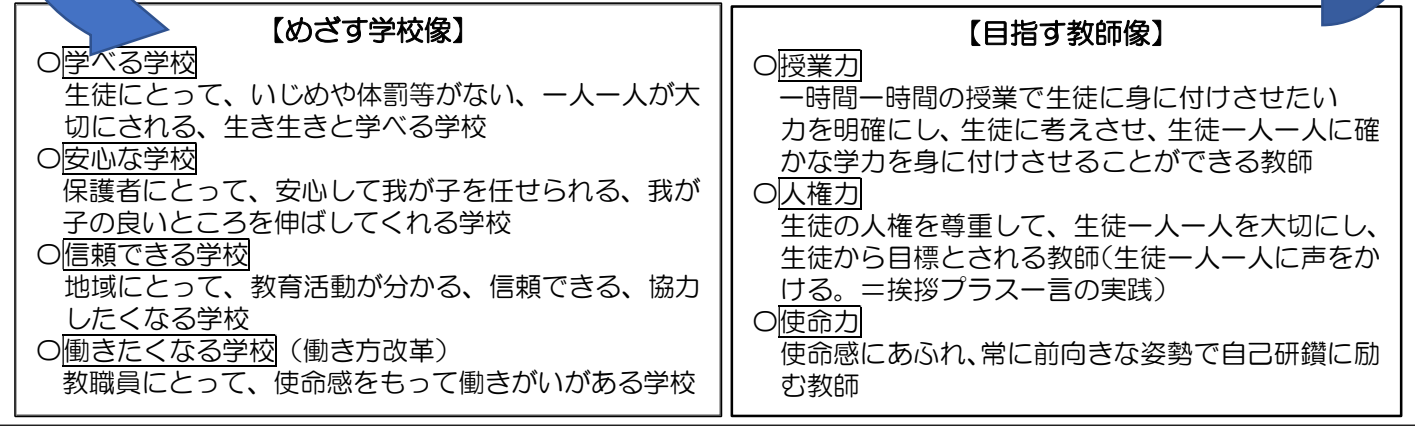 【めざす学校像】
○学べる学校
生徒にとって、いじめや体罰等がない、一人一人が大
切にされる、生き生きと学べる学校
○安心な学校
保護者にとって、安心して我が子を任せられる、我が
子の良いところを伸ばしてくれる学校
○信頼できる学校
地域にとって、教育活動が分かる、信頼できる、協力
したくなる学校
○働きたくなる学校（働き方改革）
教職員にとって、使命感をもって働きがいがある学校
【目指す教師像】
○授業力
一時間一時間の授業で生徒に身に付けさせたい
力を明確にし、生徒に考えさせ、生徒一人一人に確
かな学力を身に付けさせることができる教師
○人権力
生徒の人権を尊重して、生徒一人一人を大切にし、
生徒から目標とされる教師（生徒一人一人に声をか
ける。＝挨拶プラス一言の実践）
○使命力
使命感にあふれ、常に前向きな姿勢で自己研鑽に励
む教師